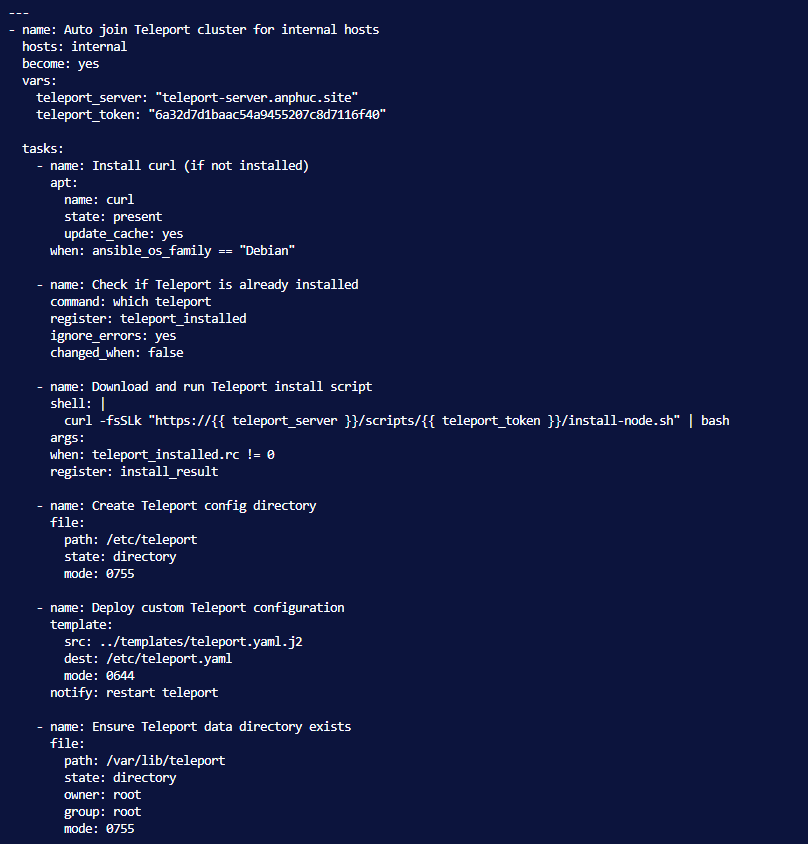 ---
- name: Auto join Teleport cluster for internal hosts
  hosts: internal
  become: yes
  vars:
    teleport_server: "teleport-server.anphuc.site"
    teleport_token: "6a32d7d1baac54a9455207c8d7116f40"

  tasks:
    - name: Install curl (if not installed)
      apt:
        name: curl
        state: present
        update_cache: yes
      when: ansible_os_family == "Debian"

    - name: Check if Teleport is already installed
      command: which teleport
      register: teleport_installed
      ignore_errors: yes
      changed_when: false

    - name: Download and run Teleport install script
      shell: |
        curl -fsSLk "https://{{ teleport_server }}/scripts/{{ teleport_token }}/install-node.sh" | bash
      args:
      when: teleport_installed.rc != 0
      register: install_result

    - name: Create Teleport config directory
      file:
        path: /etc/teleport
        state: directory
        mode: 0755

    - name: Deploy custom Teleport configuration
      template:
        src: ../templates/teleport.yaml.j2
        dest: /etc/teleport.yaml
        mode: 0644
      notify: restart teleport

    - name: Ensure Teleport data directory exists
      file:
        path: /var/lib/teleport
        state: directory
        owner: root
        group: root
        mode: 0755